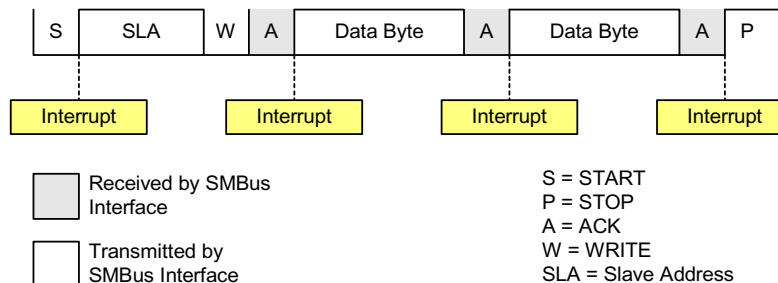 S SLA W A Data Byte A Data Byte A P
Interrupt Interrupt Interrupt Interrupt
Received by SMBus
Interface
Transmitted by
SMBus Interface
S = START
P = STOP
A = ACK
W = WRITE
SLA = Slave Address